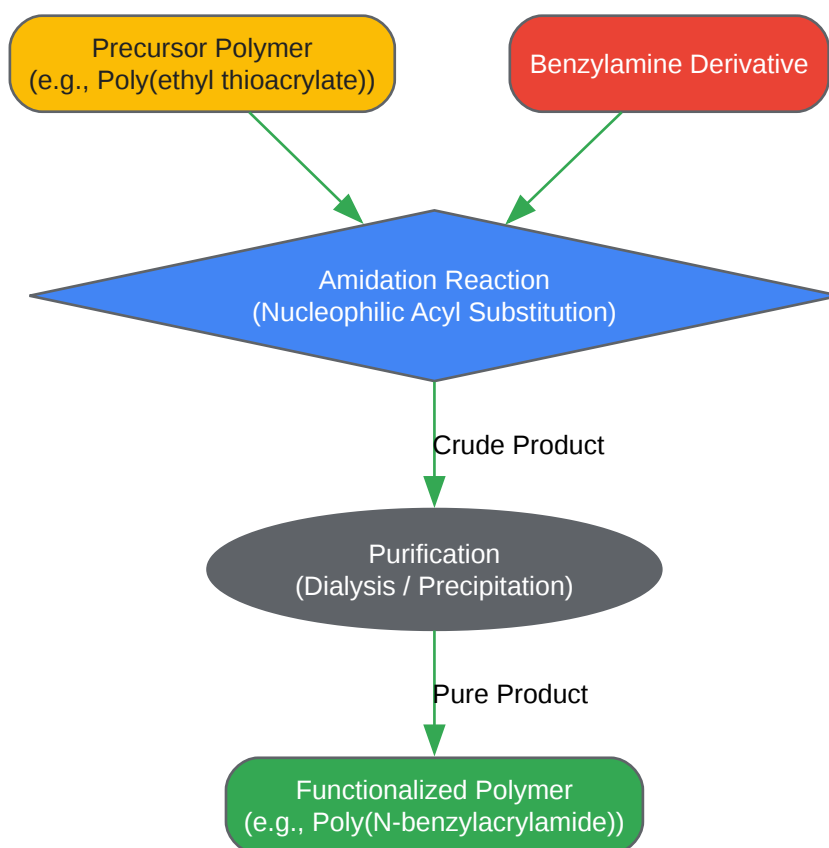 Precursor Polymer
(e.g., Poly(ethyl thioacrylate))
Benzylamine Derivative
Amidation Reaction
(Nucleophilic Acyl Substitution)
Crude Product
Purification
(Dialysis / Precipitation)
Pure Product
Functionalized Polymer
(e.g., Poly(N-benzylacrylamide))